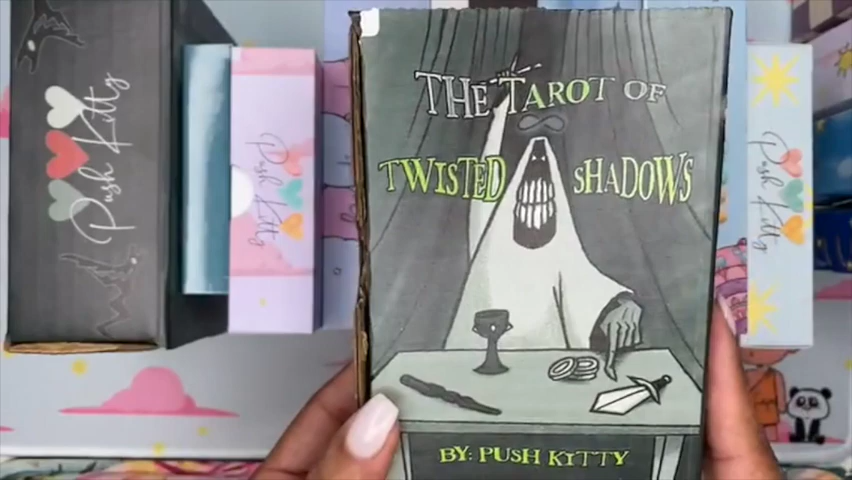 THE TAROT OF
TWISTED SHADOWS
BY: PUSH KITTY
Push Kitty
Push Kitty
Push Kitty